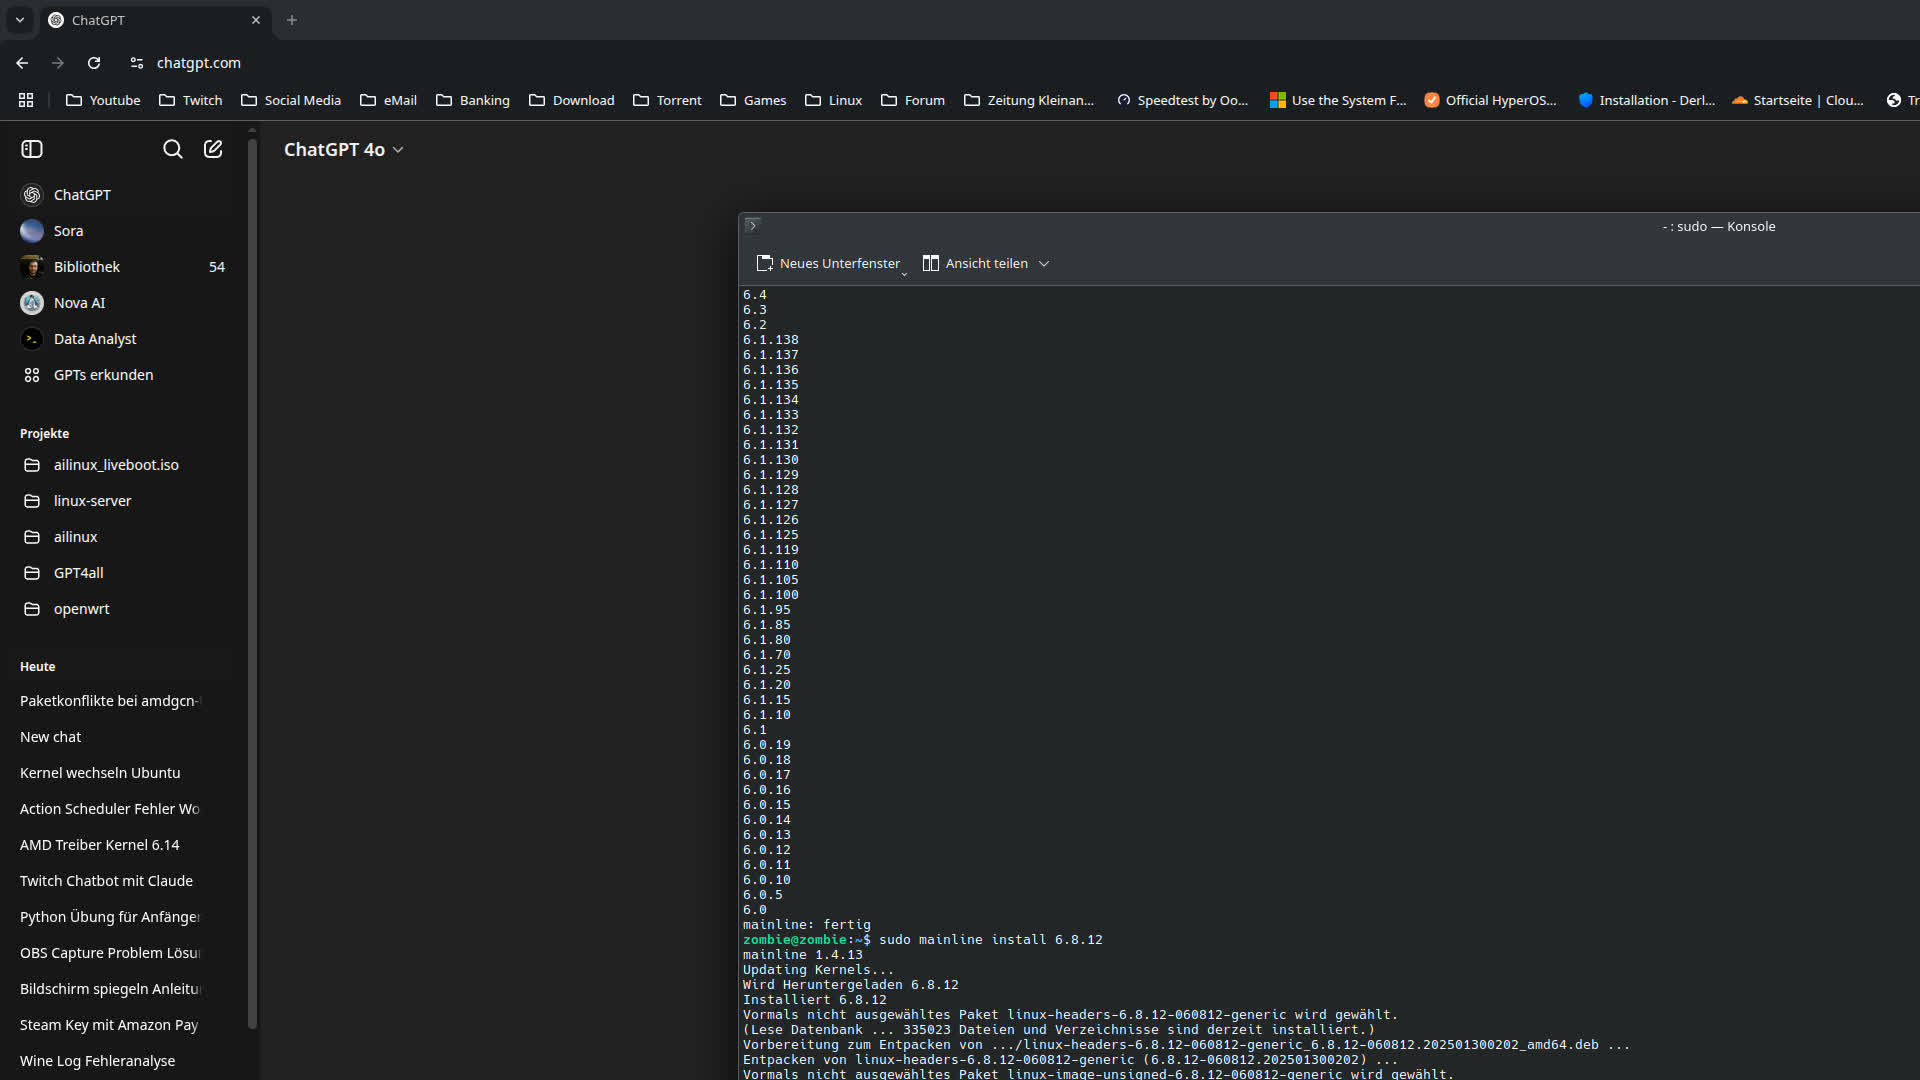 ChatGPT
chatgpt.com
Youtube Twitch Social Media eMail Banking Download Torrent Games Linux Forum Zeitung Kleinan... Speedtest by Oo... Use the System F... Official HyperOS... Installation - Derl... Startseite | Clou... Tr
ChatGPT 4o
ChatGPT
Sora
Bibliothek 54
Nova AI
Data Analyst
GPTs erkunden
Projekte
ailinux_liveboot.iso
linux-server
ailinux
GPT4all
openwrt
Heute
Paketkonflikte bei amdgcn-
New chat
Kernel wechseln Ubuntu
Action Scheduler Fehler Wo
AMD Treiber Kernel 6.14
Twitch Chatbot mit Claude
Python Übung für Anfänger
OBS Capture Problem Lösu
Bildschirm spiegeln Anleitu
Steam Key mit Amazon Pay
Wine Log Fehleranalyse
- : sudo — Konsole
Neues Unterfenster Ansicht teilen
6.4
6.3
6.2
6.1.138
6.1.137
6.1.136
6.1.135
6.1.134
6.1.133
6.1.132
6.1.131
6.1.130
6.1.129
6.1.128
6.1.127
6.1.126
6.1.125
6.1.119
6.1.110
6.1.105
6.1.100
6.1.95
6.1.85
6.1.80
6.1.70
6.1.25
6.1.20
6.1.15
6.1.10
6.1
6.0.19
6.0.18
6.0.17
6.0.16
6.0.15
6.0.14
6.0.13
6.0.12
6.0.11
6.0.10
6.0.5
6.0
mainline: fertig
zombie@zombie:~$ sudo mainline install 6.8.12
mainline 1.4.13
Updating Kernels...
Wird Heruntergeladen 6.8.12
Installiert 6.8.12
Vormals nicht ausgewähltes Paket linux-headers-6.8.12-060812-generic wird gewählt.
(Lese Datenbank ... 335023 Dateien und Verzeichnisse sind derzeit installiert.)
Vorbereitung zum Entpacken von .../linux-headers-6.8.12-060812-generic_6.8.12-060812.202501300202_amd64.deb ...
Entpacken von linux-headers-6.8.12-060812-generic (6.8.12-060812.202501300202) ...
Vormals nicht ausgewähltes Paket linux-image-unsigned-6.8.12-060812-generic wird gewählt.